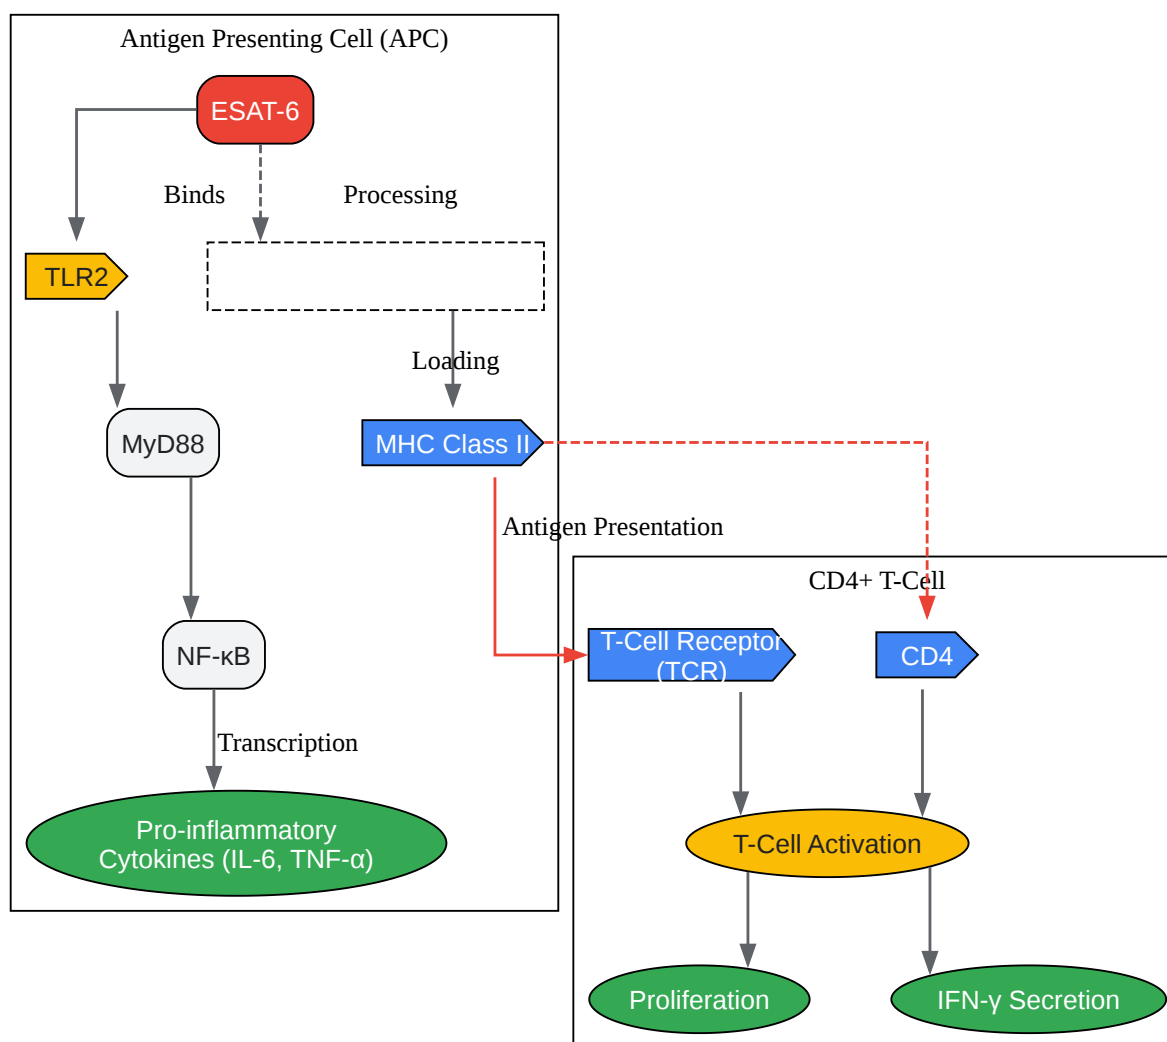 Antigen Presenting Cell (APC)
ESAT-6
Binds
Processing
TLR2
Loading
MyD88
MHC Class II
Antigen Presentation
CD4+ T-Cell
NF-κB
T-Cell Receptor
(TCR)
CD4
Transcription
Pro-inflammatory
Cytokines (IL-6, TNF-α)
T-Cell Activation
Proliferation
IFN-γ Secretion